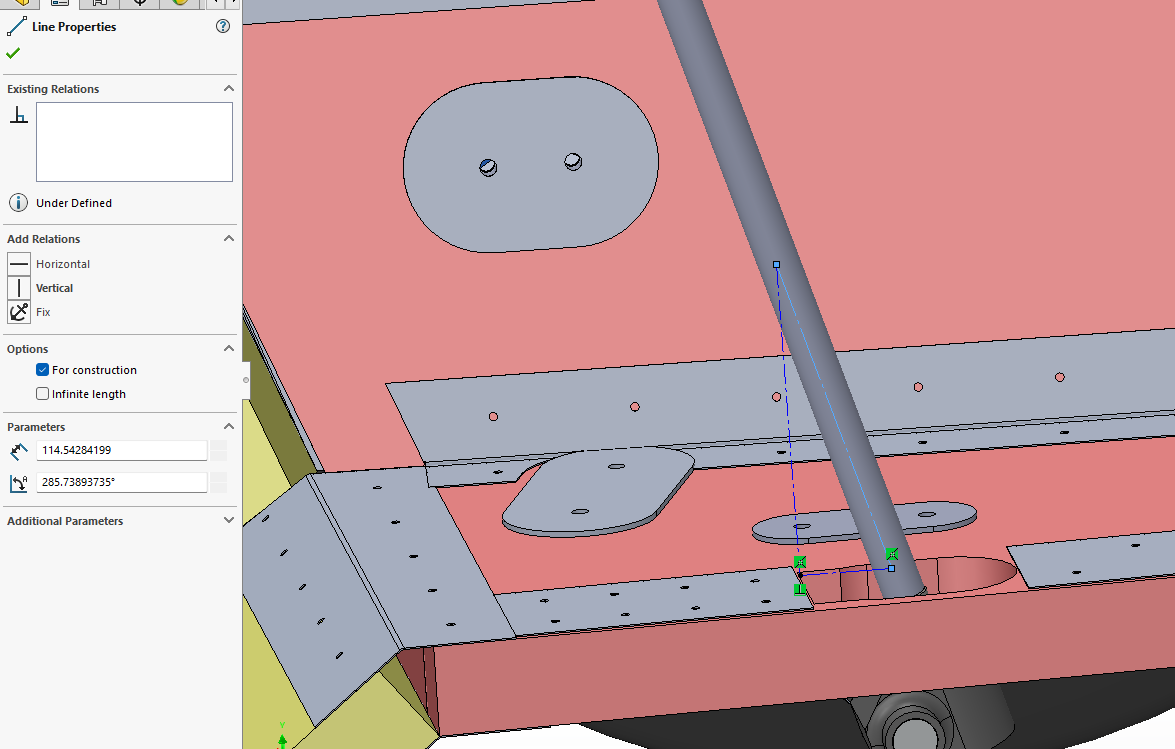 Line Properties
Existing Relations
Under Defined
Add Relations
Horizontal
Vertical
Fix
Options
For construction
Infinite length
Parameters
114.54284199
285.73893735°
Additional Parameters
Y